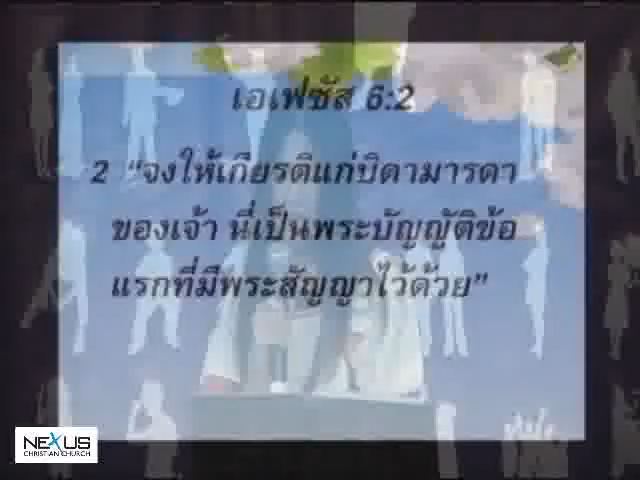 เอเฟซัส 6:2
2 “จงให้เกียรติแก่บิดามารดา
ของเจ้า นี่เป็นพระบัญญัติข้อ
แรกที่มีพระสัญญาไว้ด้วย”
NEXUS
CHRISTIAN CHURCH